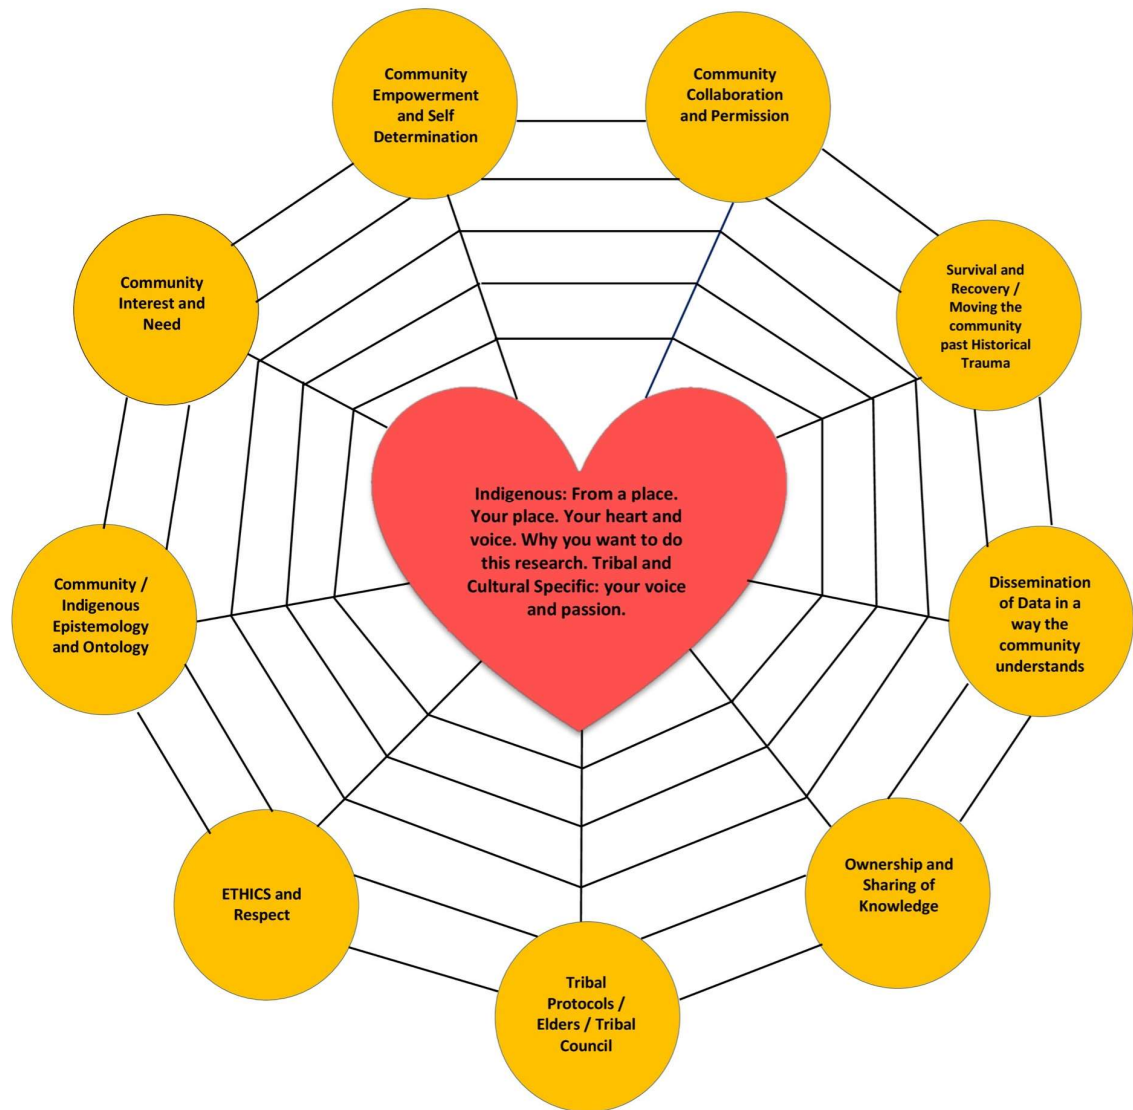 Community
Empowerment
and Self
Determination
Community
Collaboration
and Permission
Survival and
Recovery /
Moving the
community
past Historical
Trauma
Dissemination
of Data in a
way the
community
understands
Ownership and
Sharing of
Knowledge
Tribal
Protocols /
Elders / Tribal
Council
ETHICS and
Respect
Community /
Indigenous
Epistemology
and Ontology
Community
Interest and
Need
Indigenous: From a place.
Your place. Your heart and
voice. Why you want to do
this research. Tribal and
Cultural Specific: your voice
and passion.